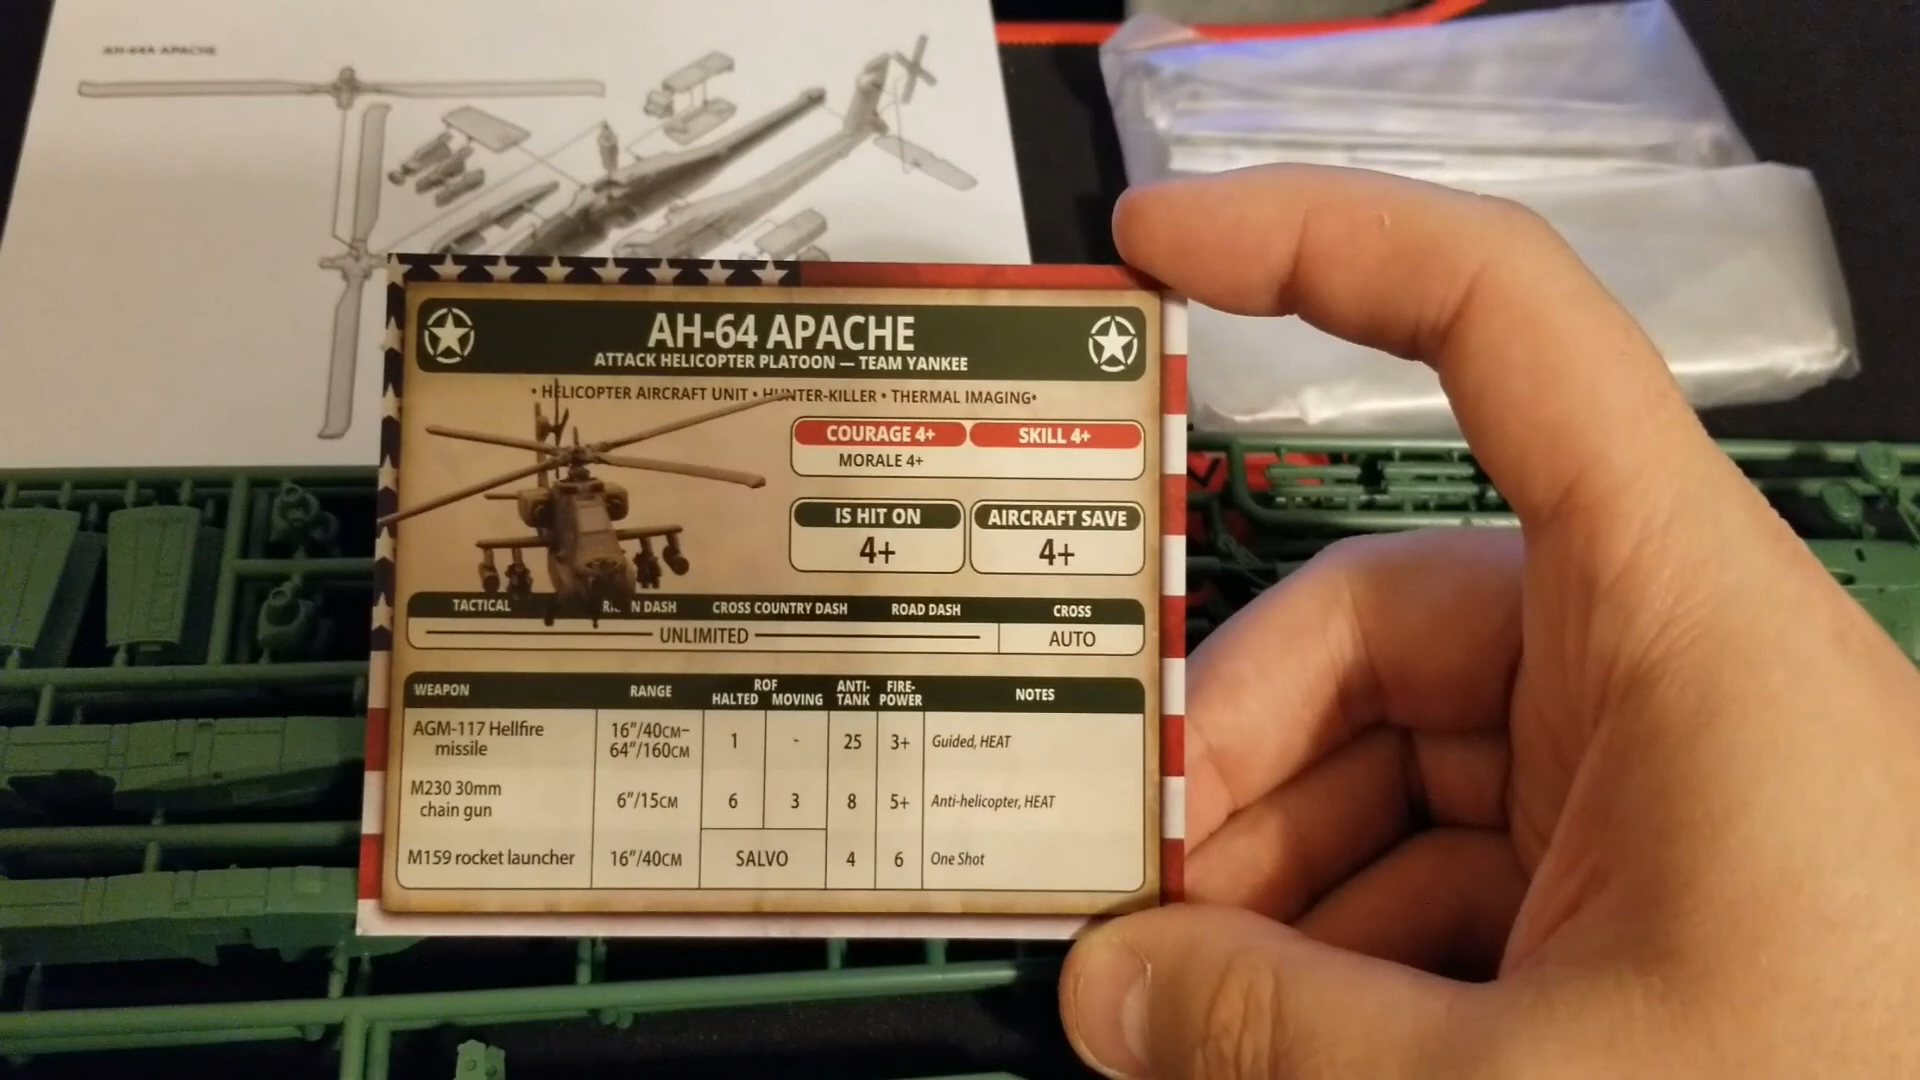 AH-64A APACHE
AH-64 APACHE
ATTACK HELICOPTER PLATOON — TEAM YANKEE
• HELICOPTER AIRCRAFT UNIT • HUNTER-KILLER • THERMAL IMAGING•
COURAGE 4+ SKILL 4+
MORALE 4+
IS HIT ON AIRCRAFT SAVE
4+ 4+
TACTICAL DASH CROSS COUNTRY DASH ROAD DASH CROSS
UNLIMITED AUTO
WEAPON RANGE ROF HALTED MOVING ANTI-TANK FIRE-POWER NOTES
AGM-117 Hellfire missile 16"/40CM–64"/160CM 1 - 25 3+ Guided, HEAT
M230 30mm chain gun 6"/15CM 6 3 8 5+ Anti-helicopter, HEAT
M159 rocket launcher 16"/40CM SALVO 4 6 One Shot